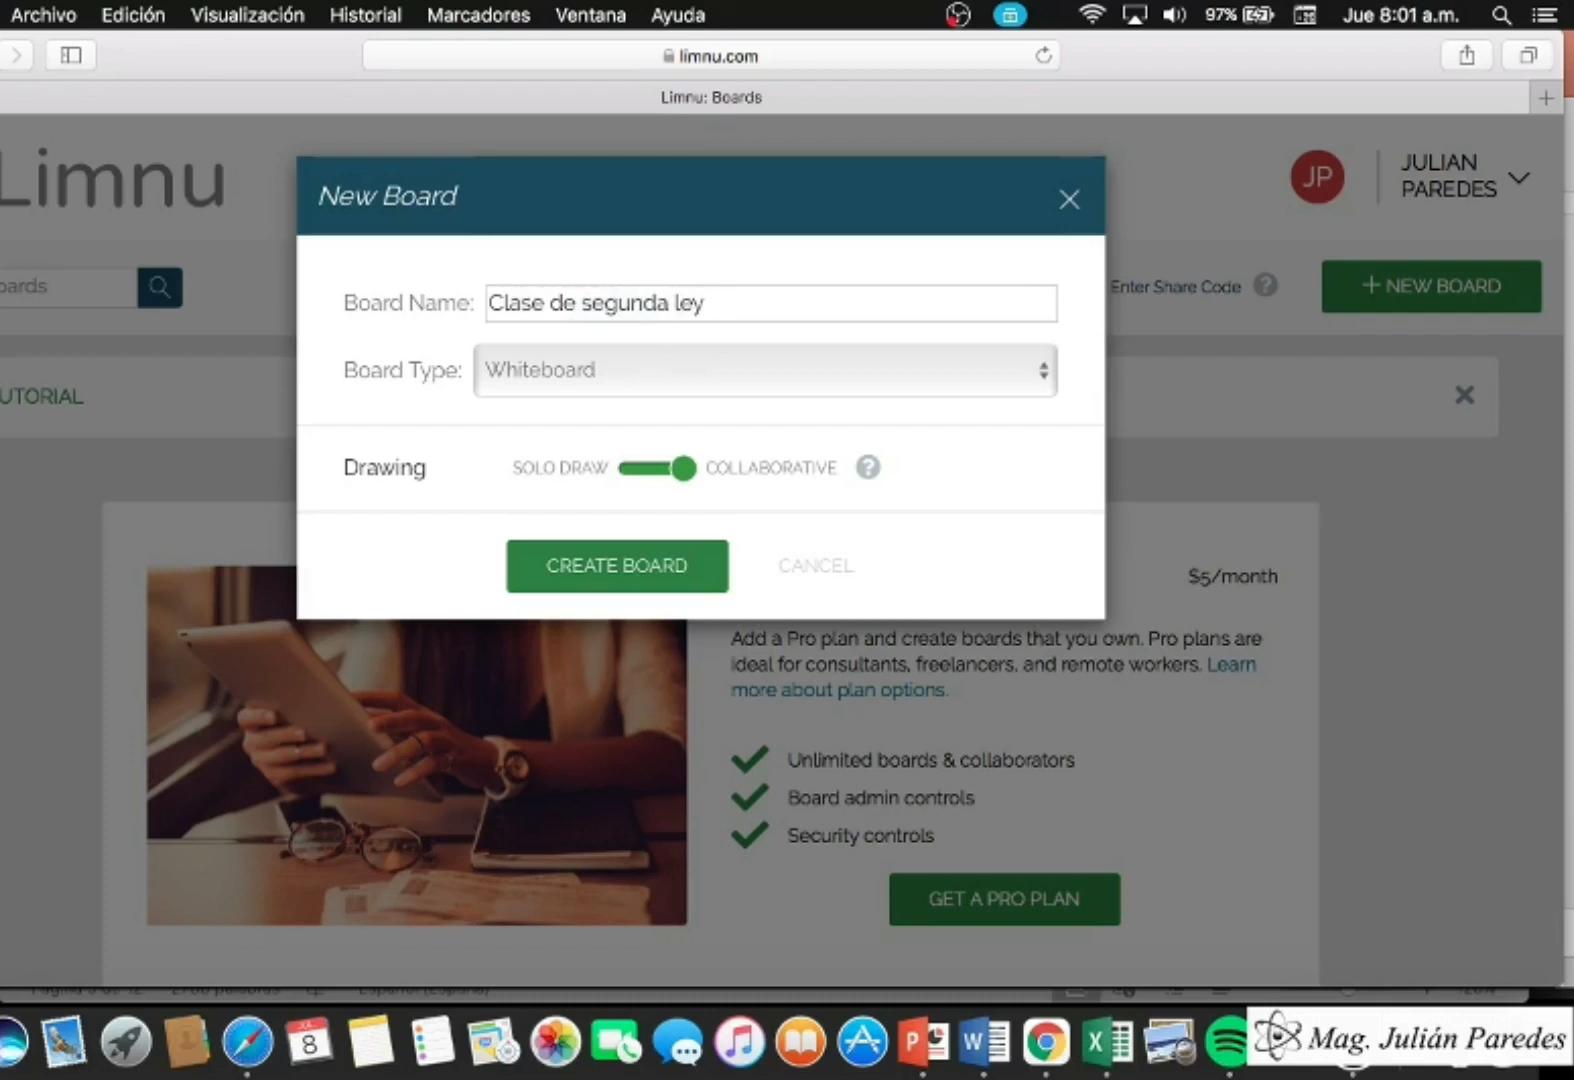 Archivo Edición Visualización Historial Marcadores Ventana Ayuda 97% Jue 8:01 a.m.
limnu.com
Limnu: Boards
Limnu
JP
JULIAN
PAREDES
New Board
Board Name: Clase de segunda ley
oards
Enter Share Code ?
+ NEW BOARD
Board Type: Whiteboard
UTORIAL
Drawing SOLO DRAW COLLABORATIVE ?
CREATE BOARD CANCEL
$5/month
Add a Pro plan and create boards that you own. Pro plans are
ideal for consultants, freelancers, and remote workers. Learn
more about plan options.
Unlimited boards & collaborators
Board admin controls
Security controls
GET A PRO PLAN
JUL
8
Mag. Julián Paredes